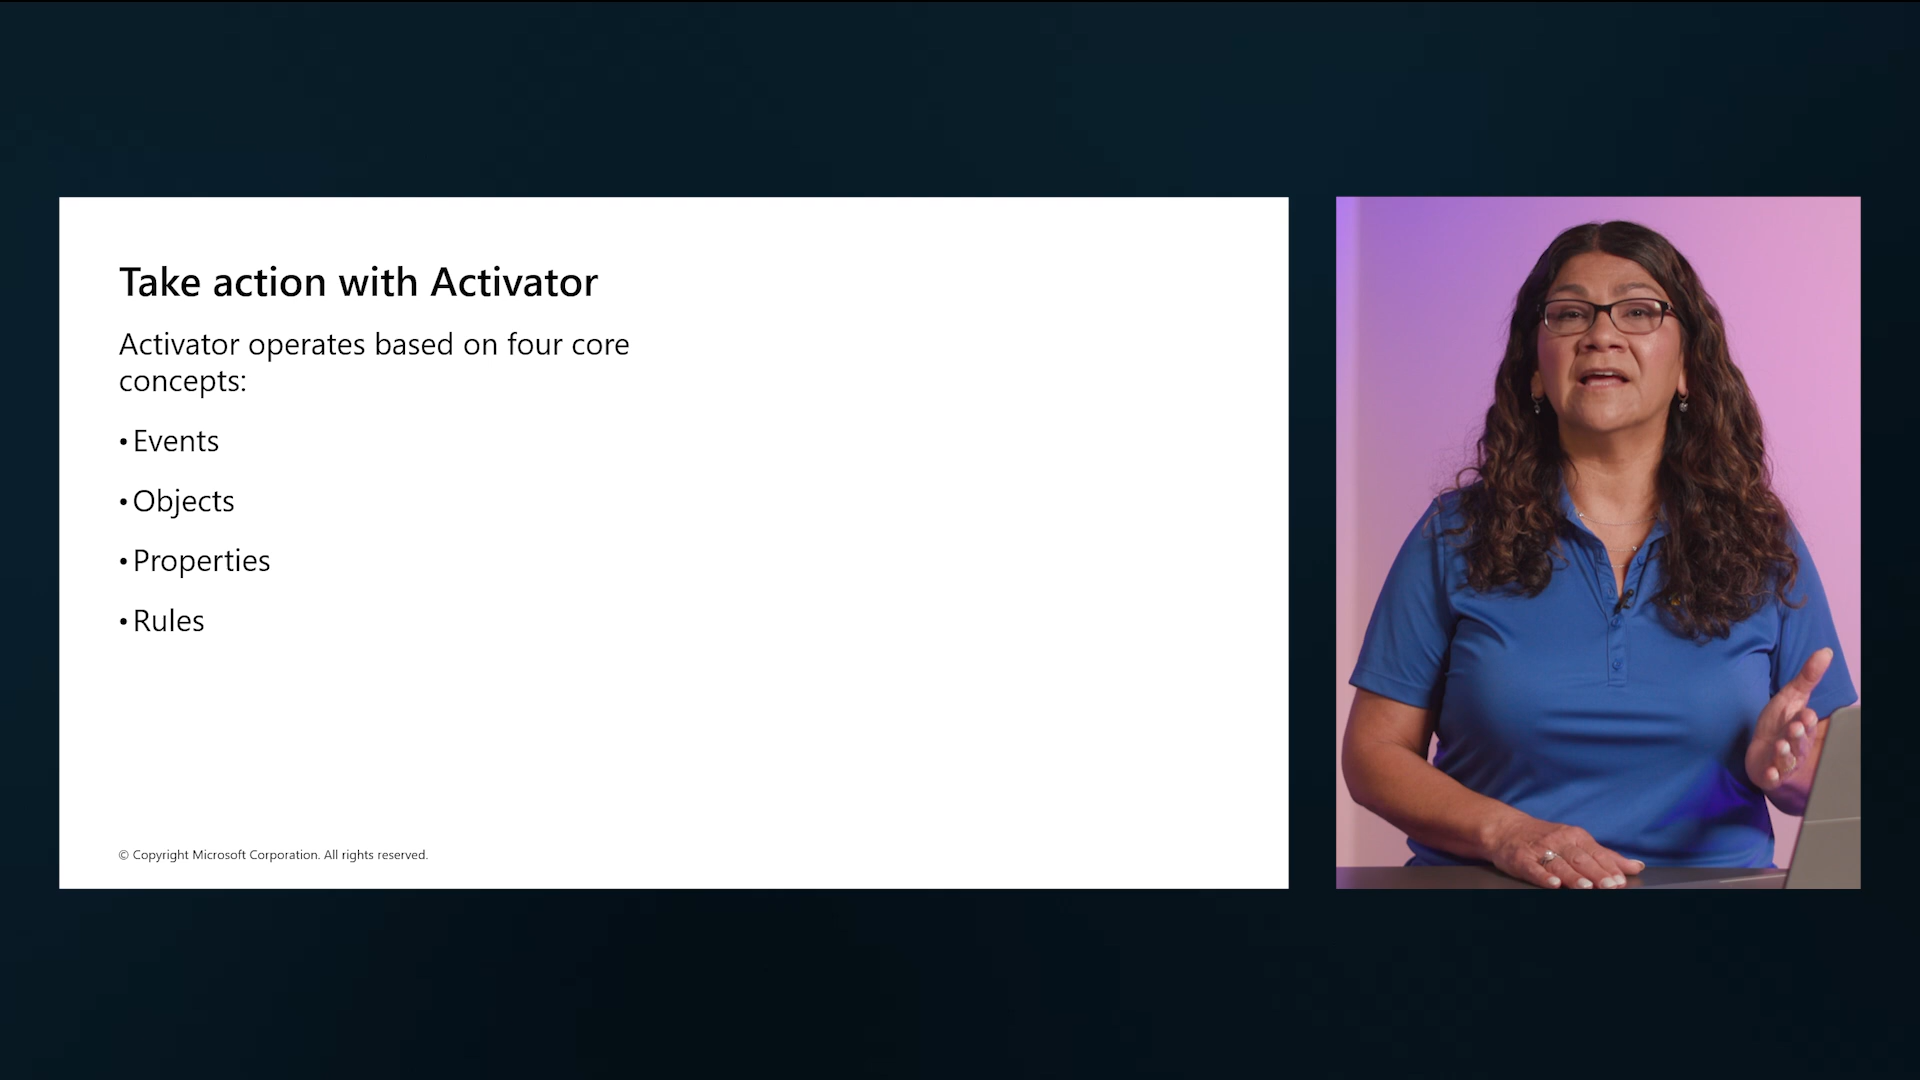 Take action with Activator
Activator operates based on four core
concepts:
• Events
• Objects
• Properties
• Rules
© Copyright Microsoft Corporation. All rights reserved.